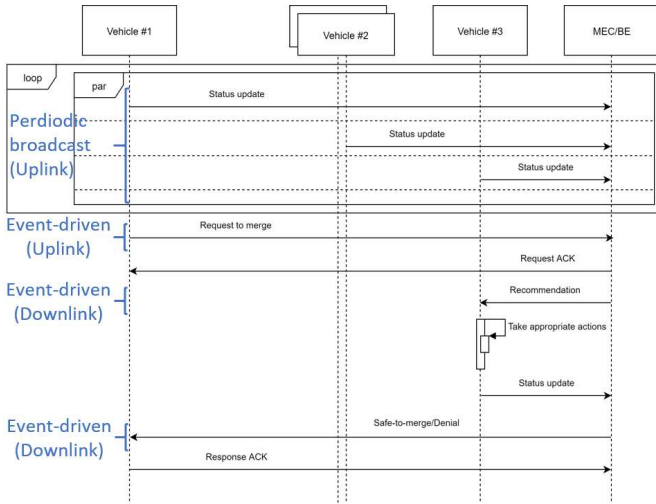 Vehicle #1
Vehicle #2
Vehicle #3
MEC/BE
loop
par
Status update
Perdiodic
broadcast
(Uplink)
Status update
Status update
Event-driven
(Uplink)
Request to merge
Request ACK
Event-driven
(Downlink)
Recommendation
Take appropriate actions
Status update
Event-driven
(Downlink)
Safe-to-merge/Denial
Response ACK